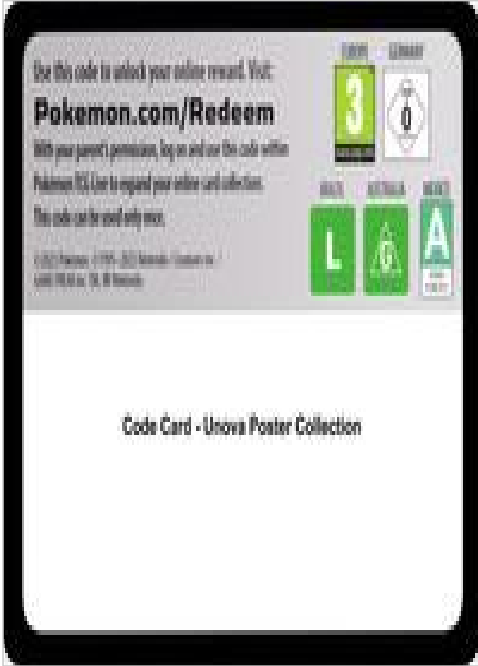 Use this code to unlock your online reward. Visit:
Pokemon.com/Redeem
With your parent's permission, log on and use this code within
Pokémon TCG Live to expand your online card collection.
This code can be used only once.
EUROPE GERMANY
3
0
BRAZIL AUSTRALIA MEXICO
L
G
A
Code Card - Unova Poster Collection